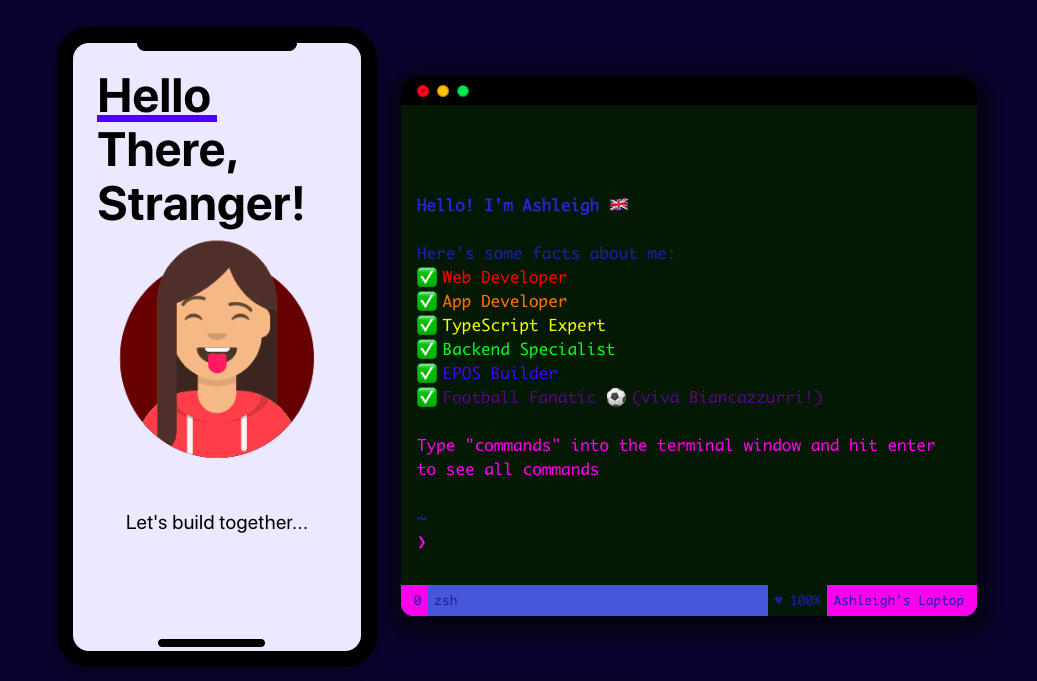 Hello
There,
Stranger!
Let's build together...
Hello! I'm Ashleigh 🇬🇧
Here's some facts about me:
✅ Web Developer
✅ App Developer
✅ TypeScript Expert
✅ Backend Specialist
✅ EPOS Builder
✅ Football Fanatic ⚽ (viva Biancazzurri!)
Type "commands" into the terminal window and hit enter
to see all commands
~
❯
0 zsh ♥ 100% Ashleigh's Laptop